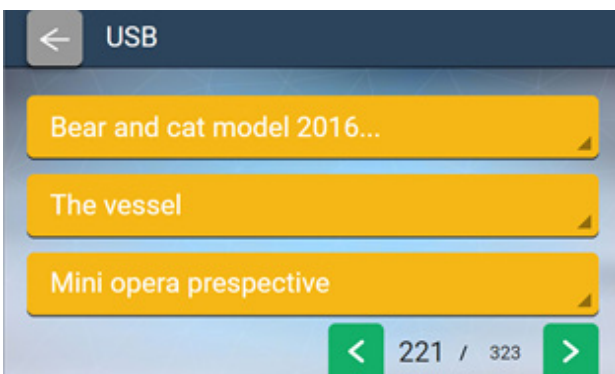 USB
Bear and cat model 2016...
The vessel
Mini opera prespective
221 / 323